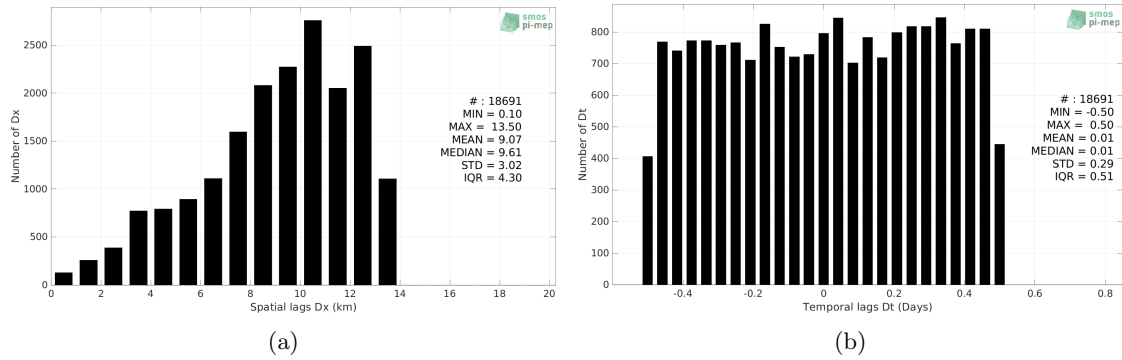 smos
pi-mep
2500
2000
1500
1000
500
0
Number of Dx
# : 18691
MIN = 0.10
MAX = 13.50
MEAN = 9.07
MEDIAN = 9.61
STD = 3.02
IQR = 4.30
0 2 4 6 8 10 12 14 16 18 20
Spatial lags Dx (km)
(a)
smos
pi-mep
800
700
600
500
400
300
200
100
0
Number of Dt
# : 18691
MIN = -0.50
MAX = 0.50
MEAN = 0.01
MEDIAN = 0.01
STD = 0.29
IQR = 0.51
-0.4 -0.2 0 0.2 0.4 0.6 0.8
Temporal lags Dt (Days)
(b)